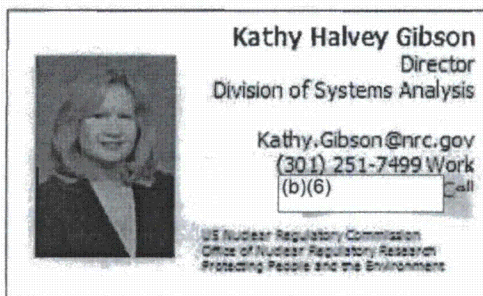 Kathy Halvey Gibson
Director
Division of Systems Analysis
Kathy.Gibson@nrc.gov
(301) 251-7499 Work
(b)(6) Cell
US Nuclear Regulatory Commission
Office of Nuclear Regulatory Research
Protecting People and the Environment